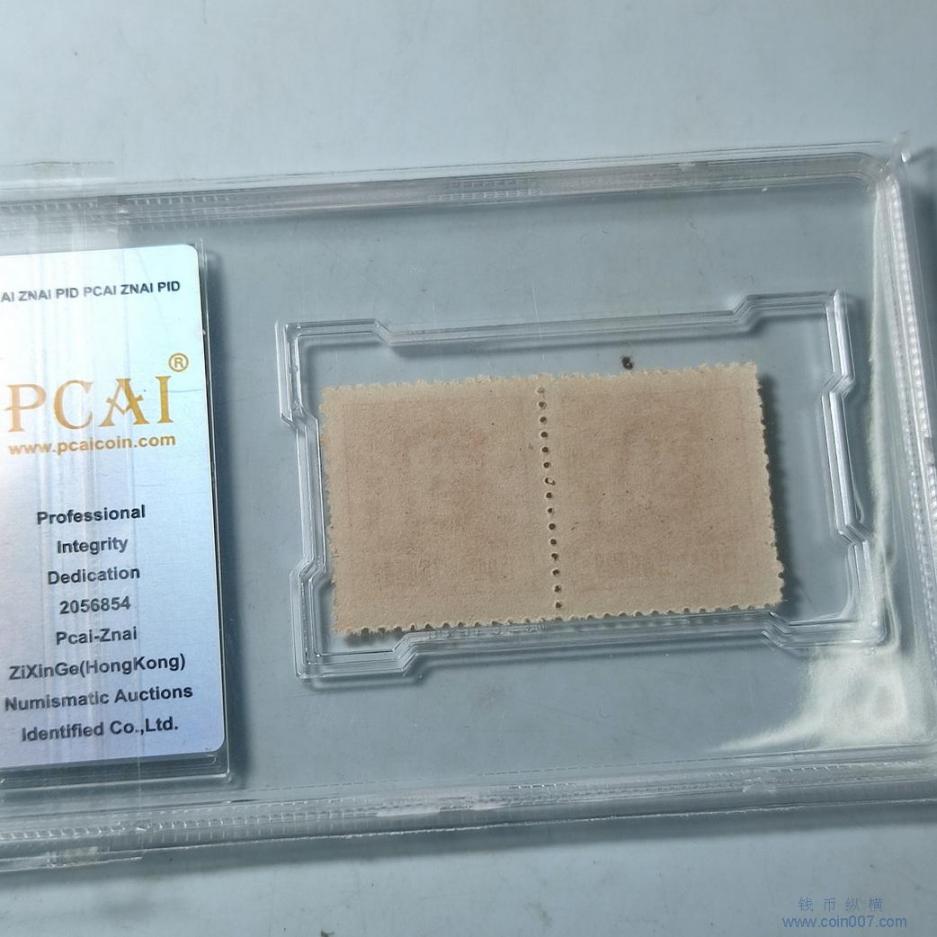 AI ZNAI PID PCAI ZNAI PID
PCAI®
www.pcaicoin.com
Professional
Integrity
Dedication
2056854
Pcai-Znai
ZiXinGe(HongKong)
Numismatic Auctions
Identified Co.,Ltd.
钱币纵横
www.coin007.com